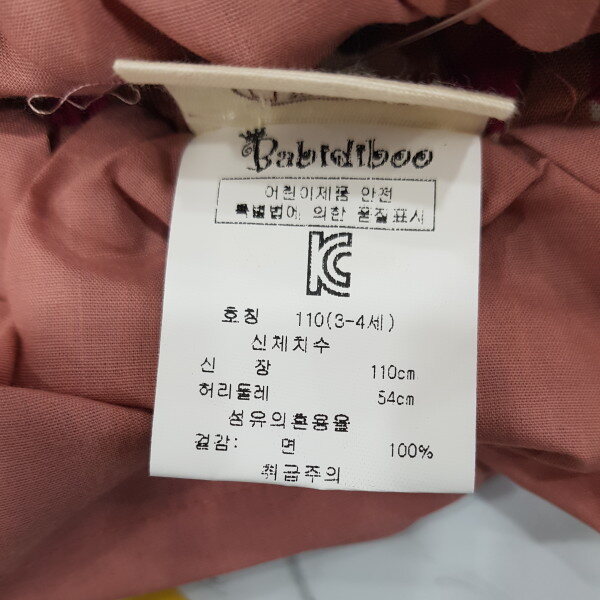 Babidiboo
어린이제품 안전
특별법에 의한 품질표시
호칭 110(3-4세)
신체치수
신 장 110cm
허리둘레 54cm
섬유의혼용율
겉감: 면 100%
취급주의